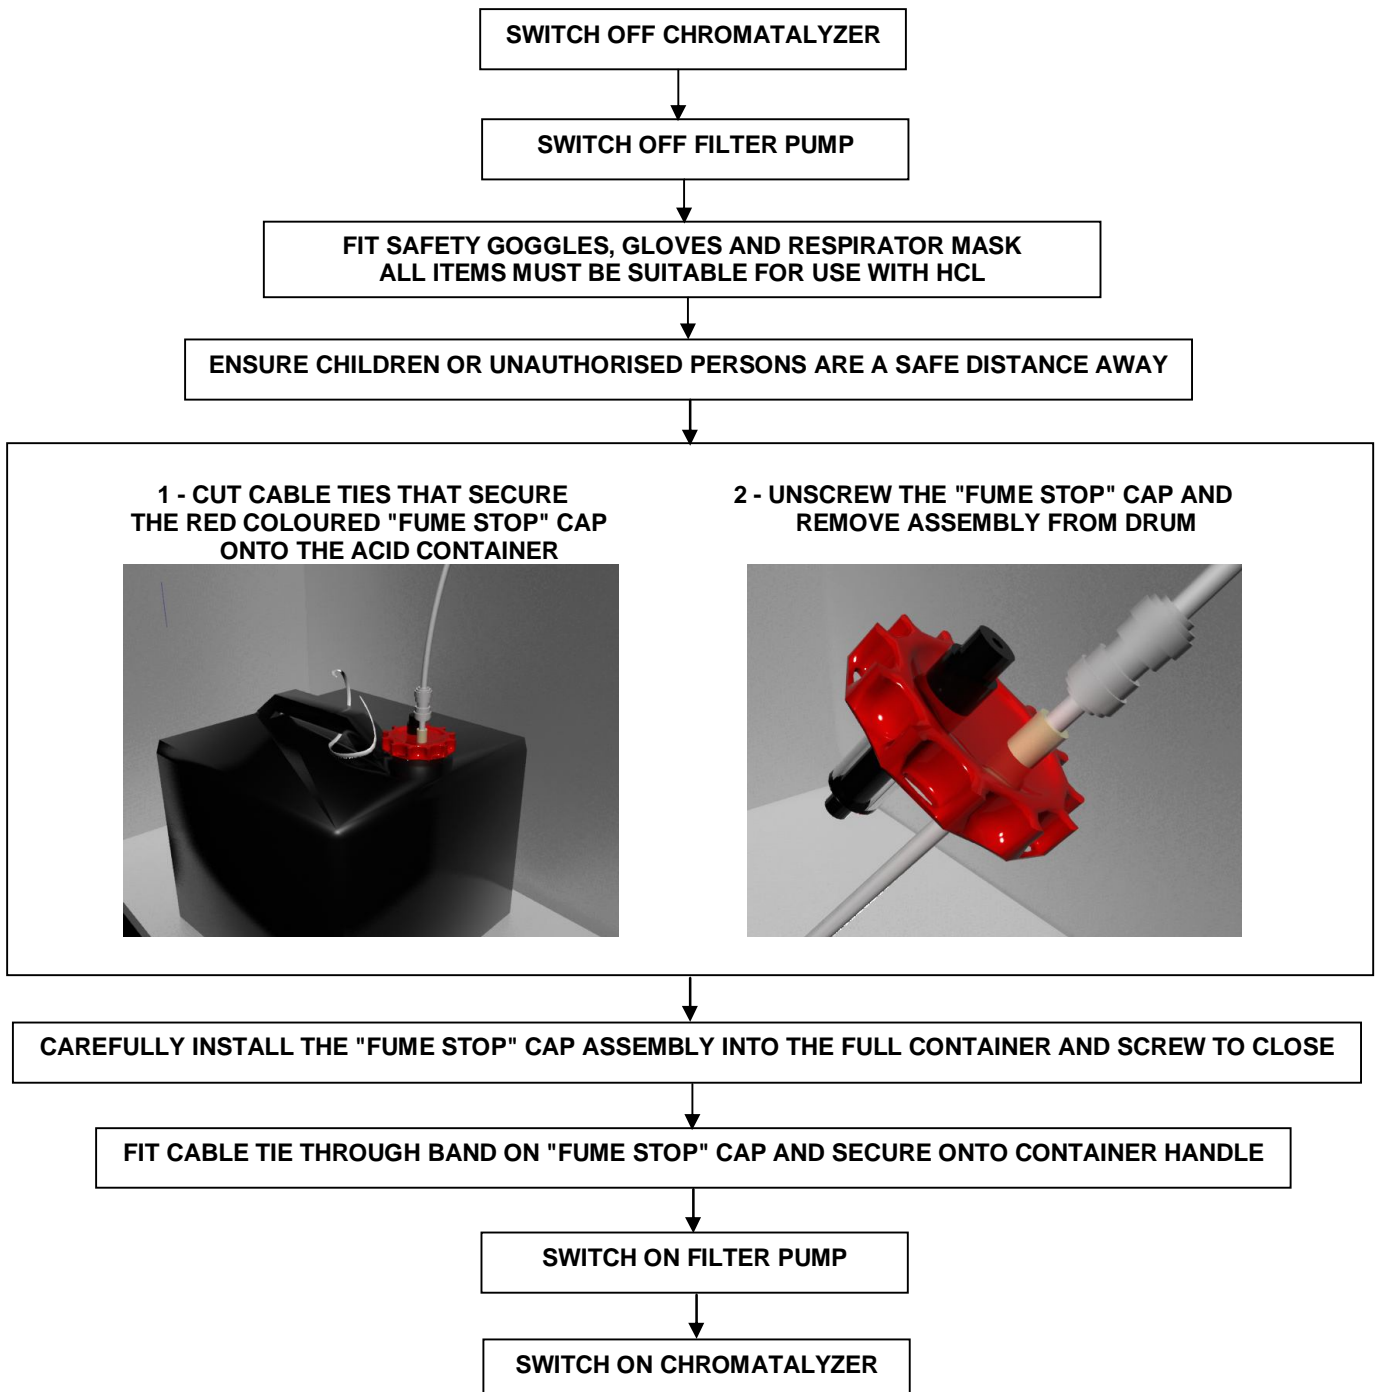 SWITCH OFF CHROMATALYZER
SWITCH OFF FILTER PUMP
FIT SAFETY GOGGLES, GLOVES AND RESPIRATOR MASK
ALL ITEMS MUST BE SUITABLE FOR USE WITH HCL
ENSURE CHILDREN OR UNAUTHORISED PERSONS ARE A SAFE DISTANCE AWAY
1 - CUT CABLE TIES THAT SECURE
THE RED COLOURED "FUME STOP" CAP
ONTO THE ACID CONTAINER
2 - UNSCREW THE "FUME STOP" CAP AND
REMOVE ASSEMBLY FROM DRUM
CAREFULLY INSTALL THE "FUME STOP" CAP ASSEMBLY INTO THE FULL CONTAINER AND SCREW TO CLOSE
FIT CABLE TIE THROUGH BAND ON "FUME STOP" CAP AND SECURE ONTO CONTAINER HANDLE
SWITCH ON FILTER PUMP
SWITCH ON CHROMATALYZER